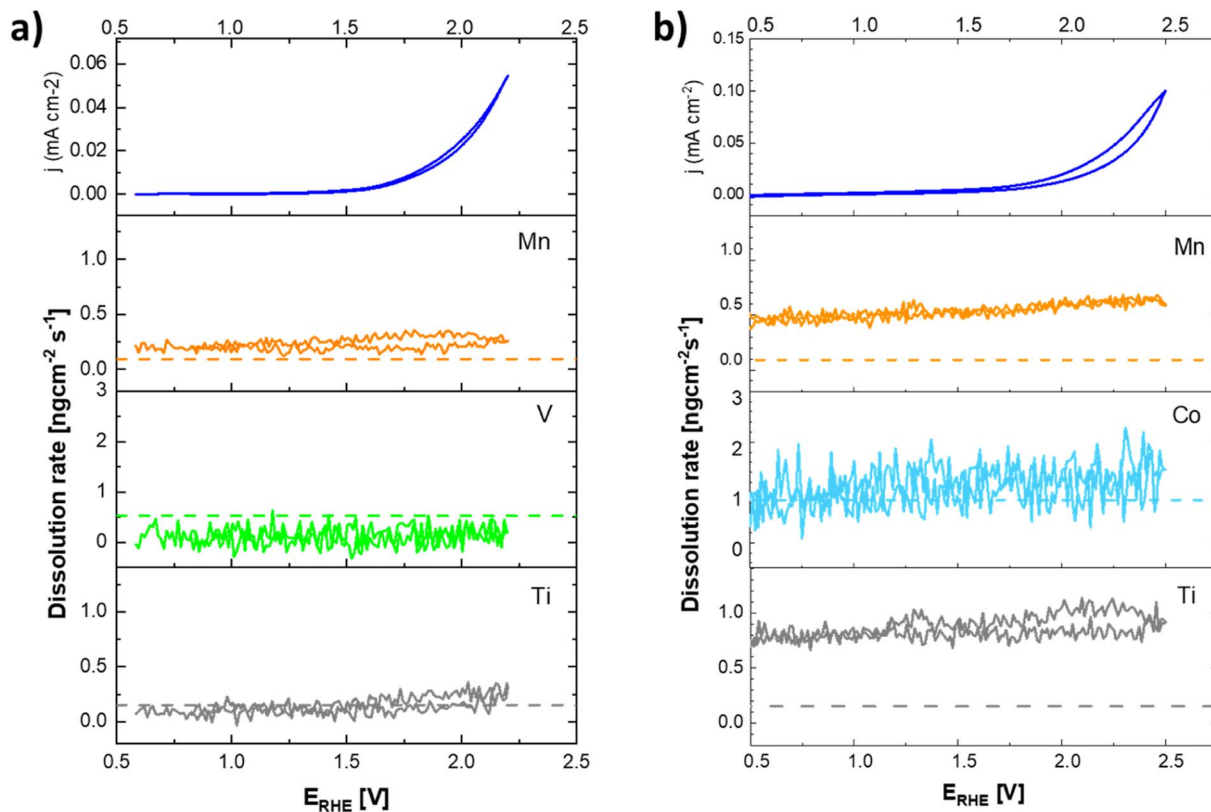 a)
0.5 1.0 1.5 2.0 2.5
0.06
0.04
0.02
0.00
j (mA cm-2)
Mn
1.0
0.5
0.0
V
3
2
1
0
Ti
1.0
0.5
0.0
Dissolution rate [ngcm⁻² s⁻¹]
0.5 1.0 1.5 2.0 2.5
E_RHE [V]
b)
0.5 1.0 1.5 2.0 2.5
0.15
0.10
0.05
0.00
j (mA cm⁻²)
Mn
1.0
0.5
0.0
Co
3
2
1
0
Ti
1.0
0.5
0.0
Dissolution rate [ngcm⁻²s⁻¹]
0.5 1.0 1.5 2.0 2.5
E_RHE [V]